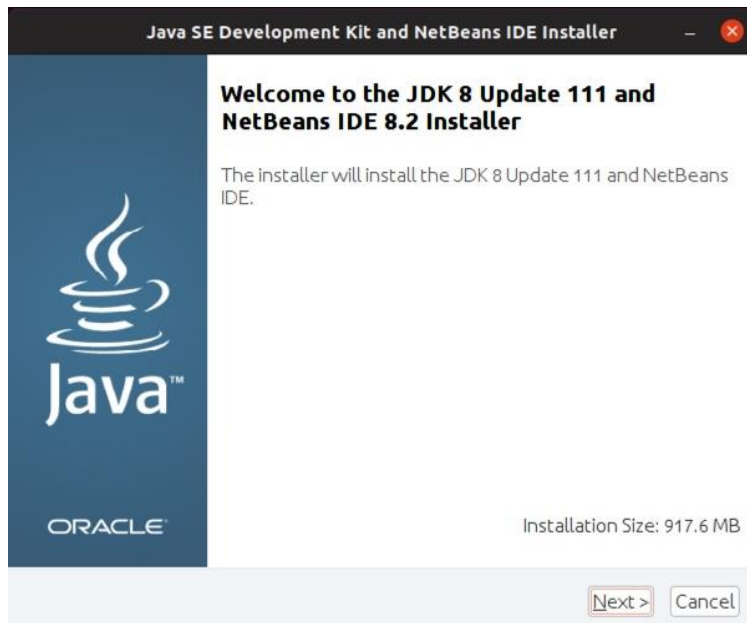 Java SE Development Kit and NetBeans IDE Installer
Welcome to the JDK 8 Update 111 and
NetBeans IDE 8.2 Installer
The installer will install the JDK 8 Update 111 and NetBeans
IDE.
Java™
ORACLE
Installation Size: 917.6 MB
Next >
Cancel